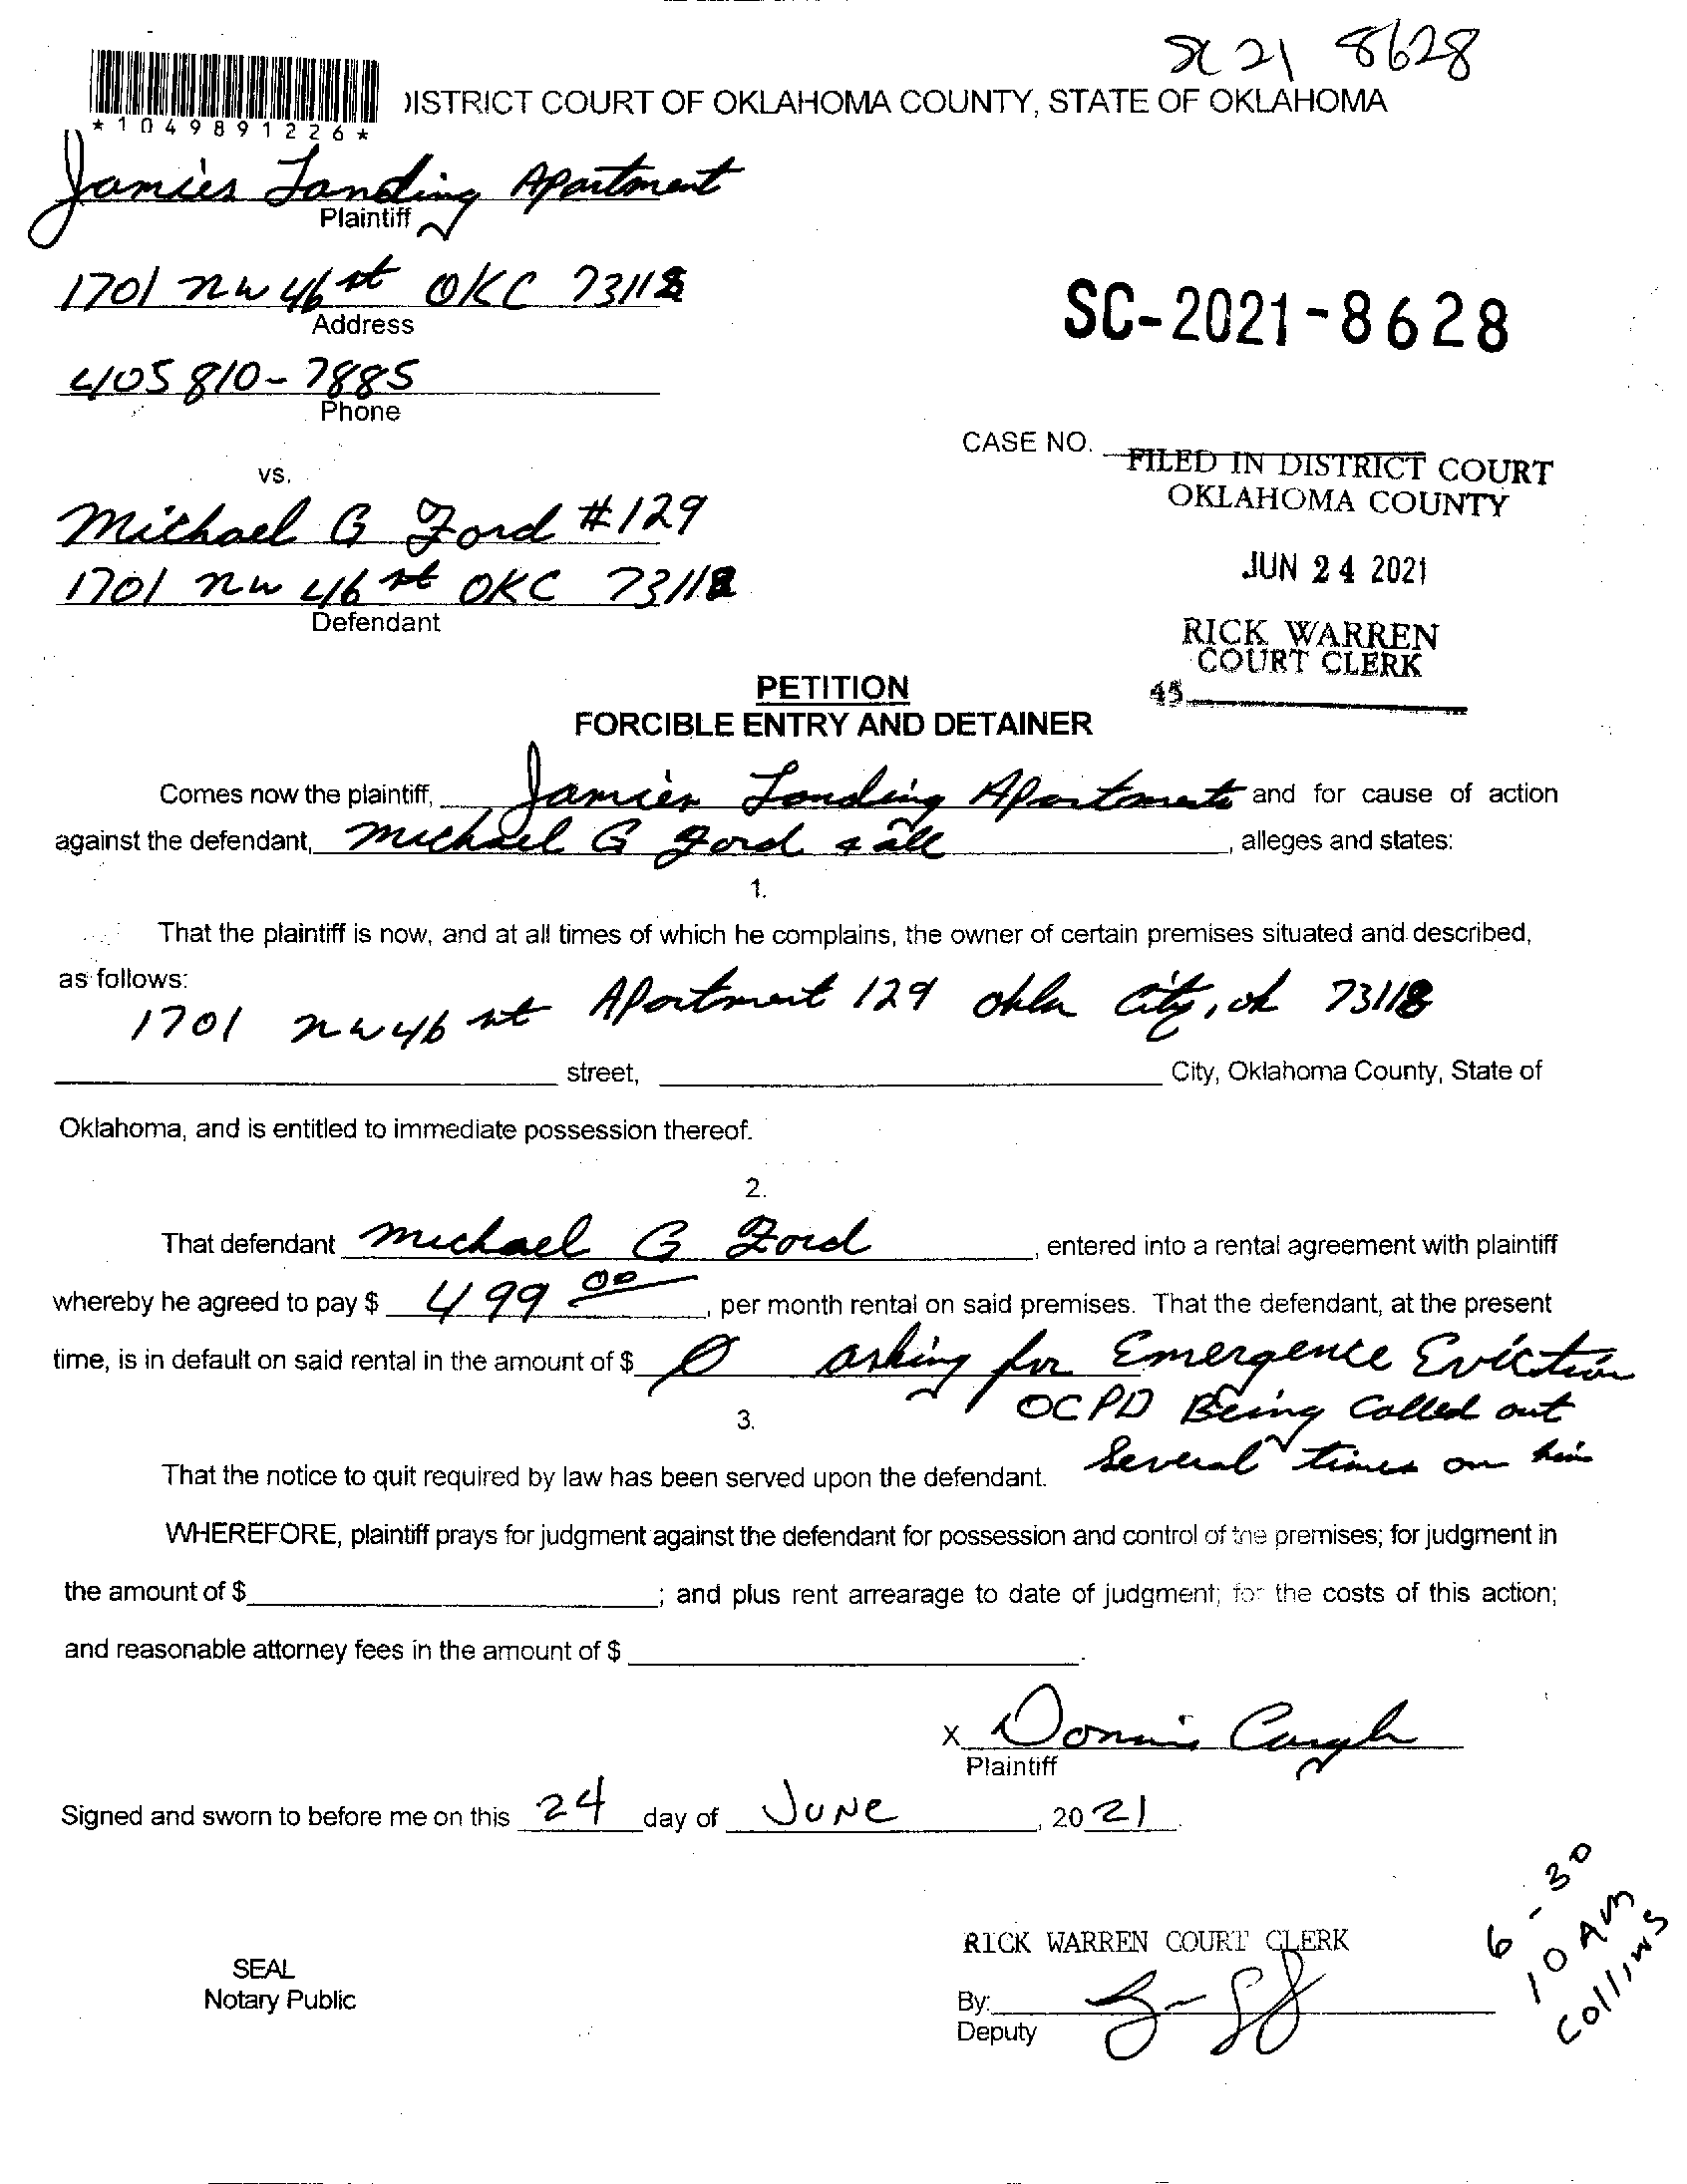 SC 21 8628
*1049891226*
DISTRICT COURT OF OKLAHOMA COUNTY, STATE OF OKLAHOMA
Jamies Landing Apartment
Plaintiff
1701 nw 46 st OKC 73118
Address
405 810-7885
Phone
SC-2021-8628
CASE NO.
vs.
FILED IN DISTRICT COURT
OKLAHOMA COUNTY
JUN 24 2021
RICK WARREN
COURT CLERK
45
Michael G Ford #129
1701 nw 46 st OKC 73118
Defendant
PETITION
FORCIBLE ENTRY AND DETAINER
Comes now the plaintiff, Jamies Landing Apartments and for cause of action
against the defendant, Michael G Ford & all, alleges and states:
1.
That the plaintiff is now, and at all times of which he complains, the owner of certain premises situated and described,
as follows:
1701 nw 46 st Apartment 129 Okla City, ok 73118
street, City, Oklahoma County, State of
Oklahoma, and is entitled to immediate possession thereof.
2.
That defendant Michael G Ford, entered into a rental agreement with plaintiff
whereby he agreed to pay $ 499 00, per month rental on said premises. That the defendant, at the present
time, is in default on said rental in the amount of $ 0 asking for Emergence Eviction
OCPD Being Called out
3.
Several times on him
That the notice to quit required by law has been served upon the defendant.
WHEREFORE, plaintiff prays for judgment against the defendant for possession and control of the premises; for judgment in
the amount of $ ; and plus rent arrearage to date of judgment; for the costs of this action;
and reasonable attorney fees in the amount of $ .
X Donnis
Plaintiff
Signed and sworn to before me on this 24 day of June, 2021.
6-30
10 AM
Collins
RICK WARREN COURT CLERK
SEAL
Notary Public
By:
Deputy